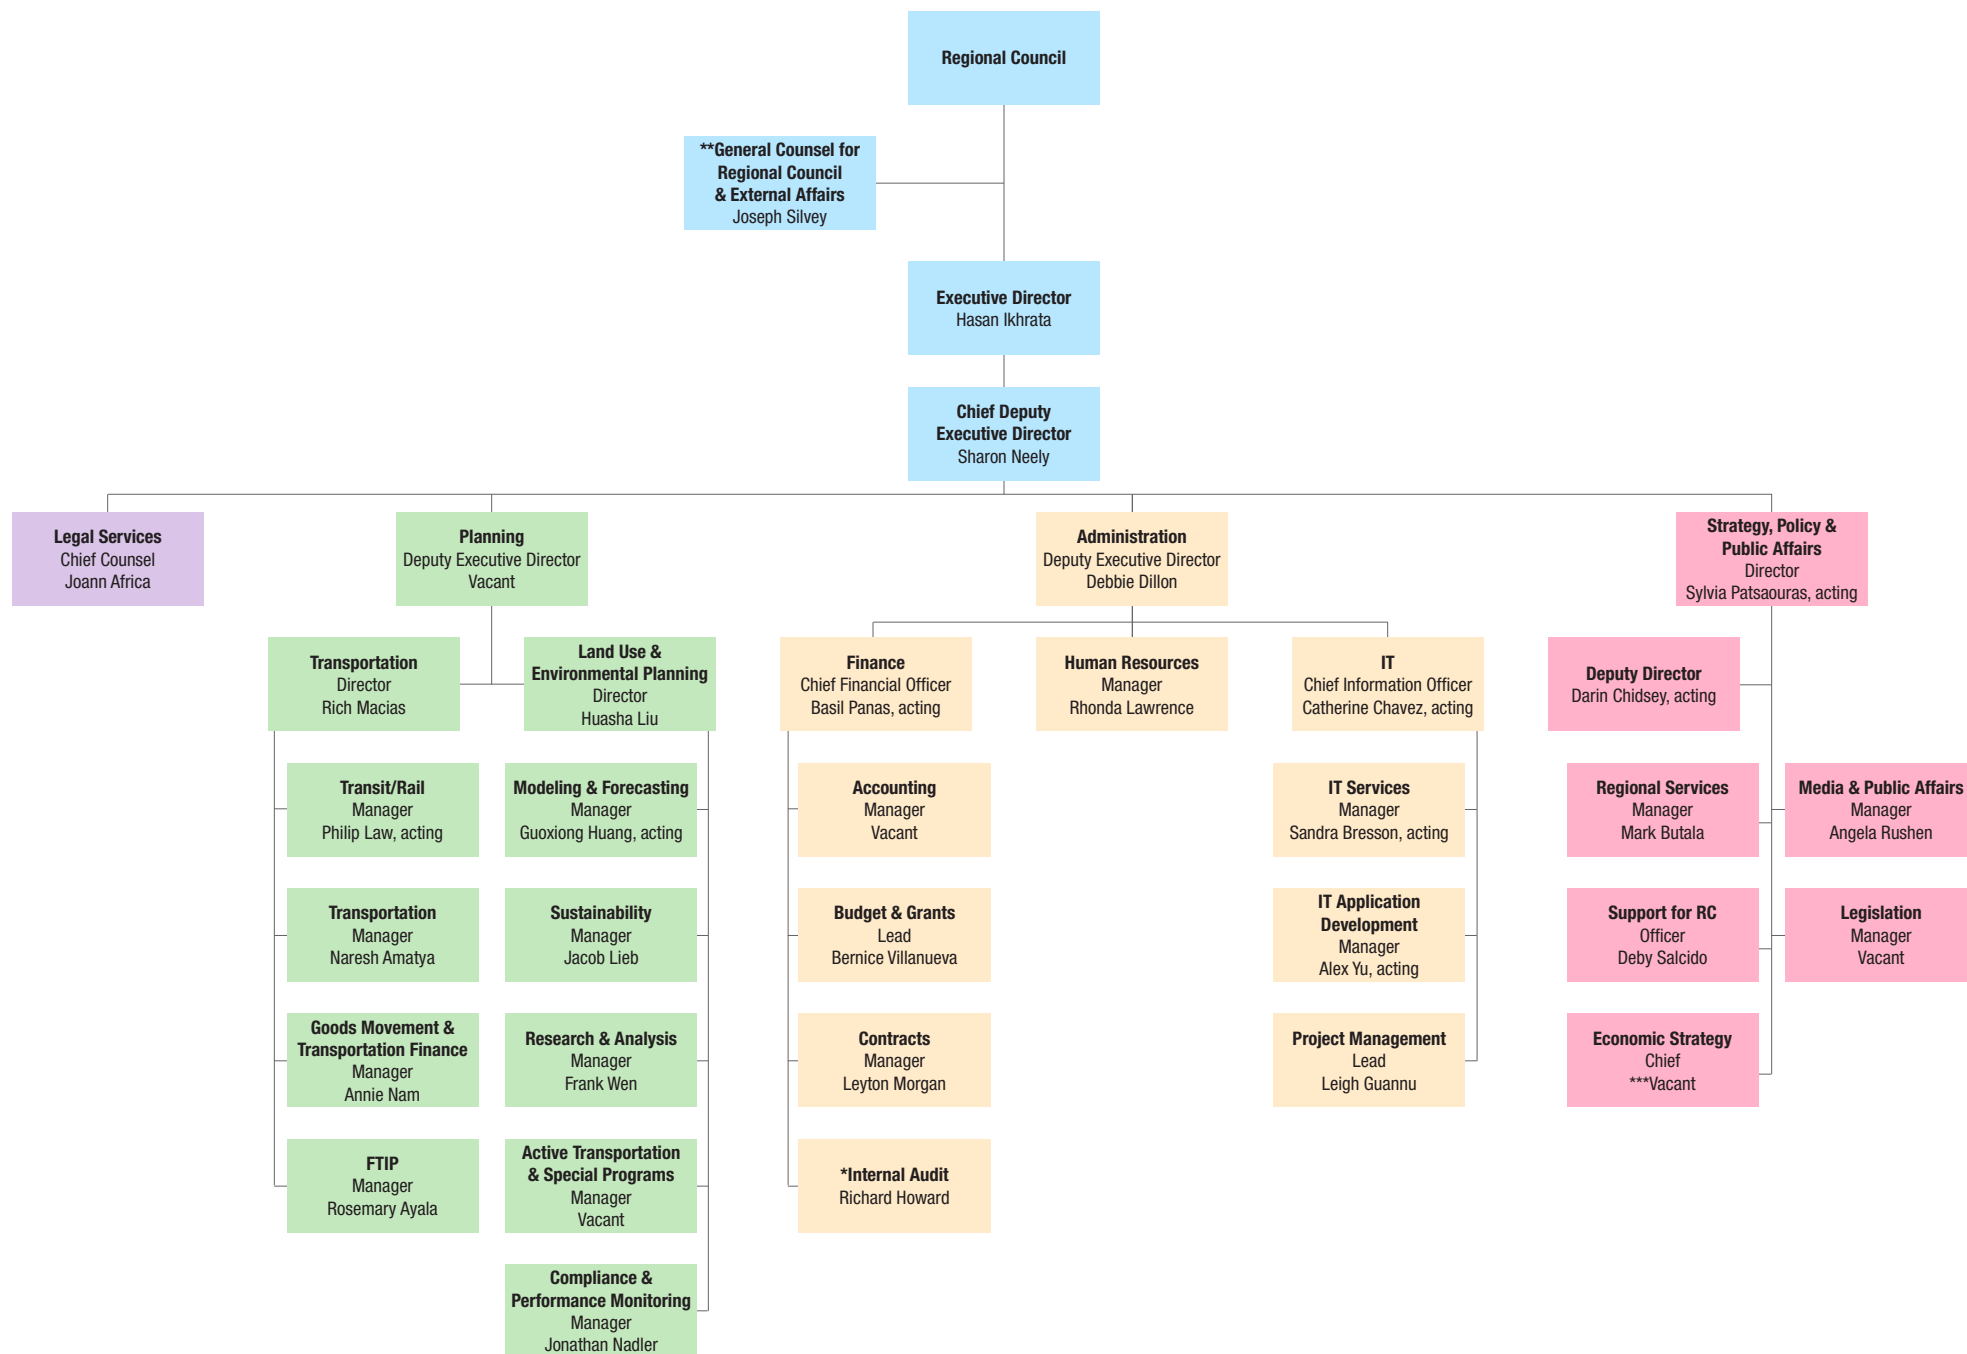 Regional Council
**General Counsel for
Regional Council
& External Affairs
Joseph Silvey
Executive Director
Hasan Ikhrata
Chief Deputy
Executive Director
Sharon Neely
Legal Services
Chief Counsel
Joann Africa
Planning
Deputy Executive Director
Vacant
Administration
Deputy Executive Director
Debbie Dillon
Strategy, Policy &
Public Affairs
Director
Sylvia Patsaouras, acting
Transportation
Director
Rich Macias
Land Use &
Environmental Planning
Director
Huasha Liu
Finance
Chief Financial Officer
Basil Panas, acting
Human Resources
Manager
Rhonda Lawrence
IT
Chief Information Officer
Catherine Chavez, acting
Deputy Director
Darin Chidsey, acting
Transit/Rail
Manager
Philip Law, acting
Modeling & Forecasting
Manager
Guoxiong Huang, acting
Accounting
Manager
Vacant
IT Services
Manager
Sandra Bresson, acting
Regional Services
Manager
Mark Butala
Media & Public Affairs
Manager
Angela Rushen
Transportation
Manager
Naresh Amatya
Sustainability
Manager
Jacob Lieb
Budget & Grants
Lead
Bernice Villanueva
IT Application
Development
Manager
Alex Yu, acting
Support for RC
Officer
Deby Salcido
Legislation
Manager
Vacant
Goods Movement &
Transportation Finance
Manager
Annie Nam
Research & Analysis
Manager
Frank Wen
Contracts
Manager
Leyton Morgan
Project Management
Lead
Leigh Guannu
Economic Strategy
Chief
***Vacant
FTIP
Manager
Rosemary Ayala
Active Transportation
& Special Programs
Manager
Vacant
*Internal Audit
Richard Howard
Compliance &
Performance Monitoring
Manager
Jonathan Nadler